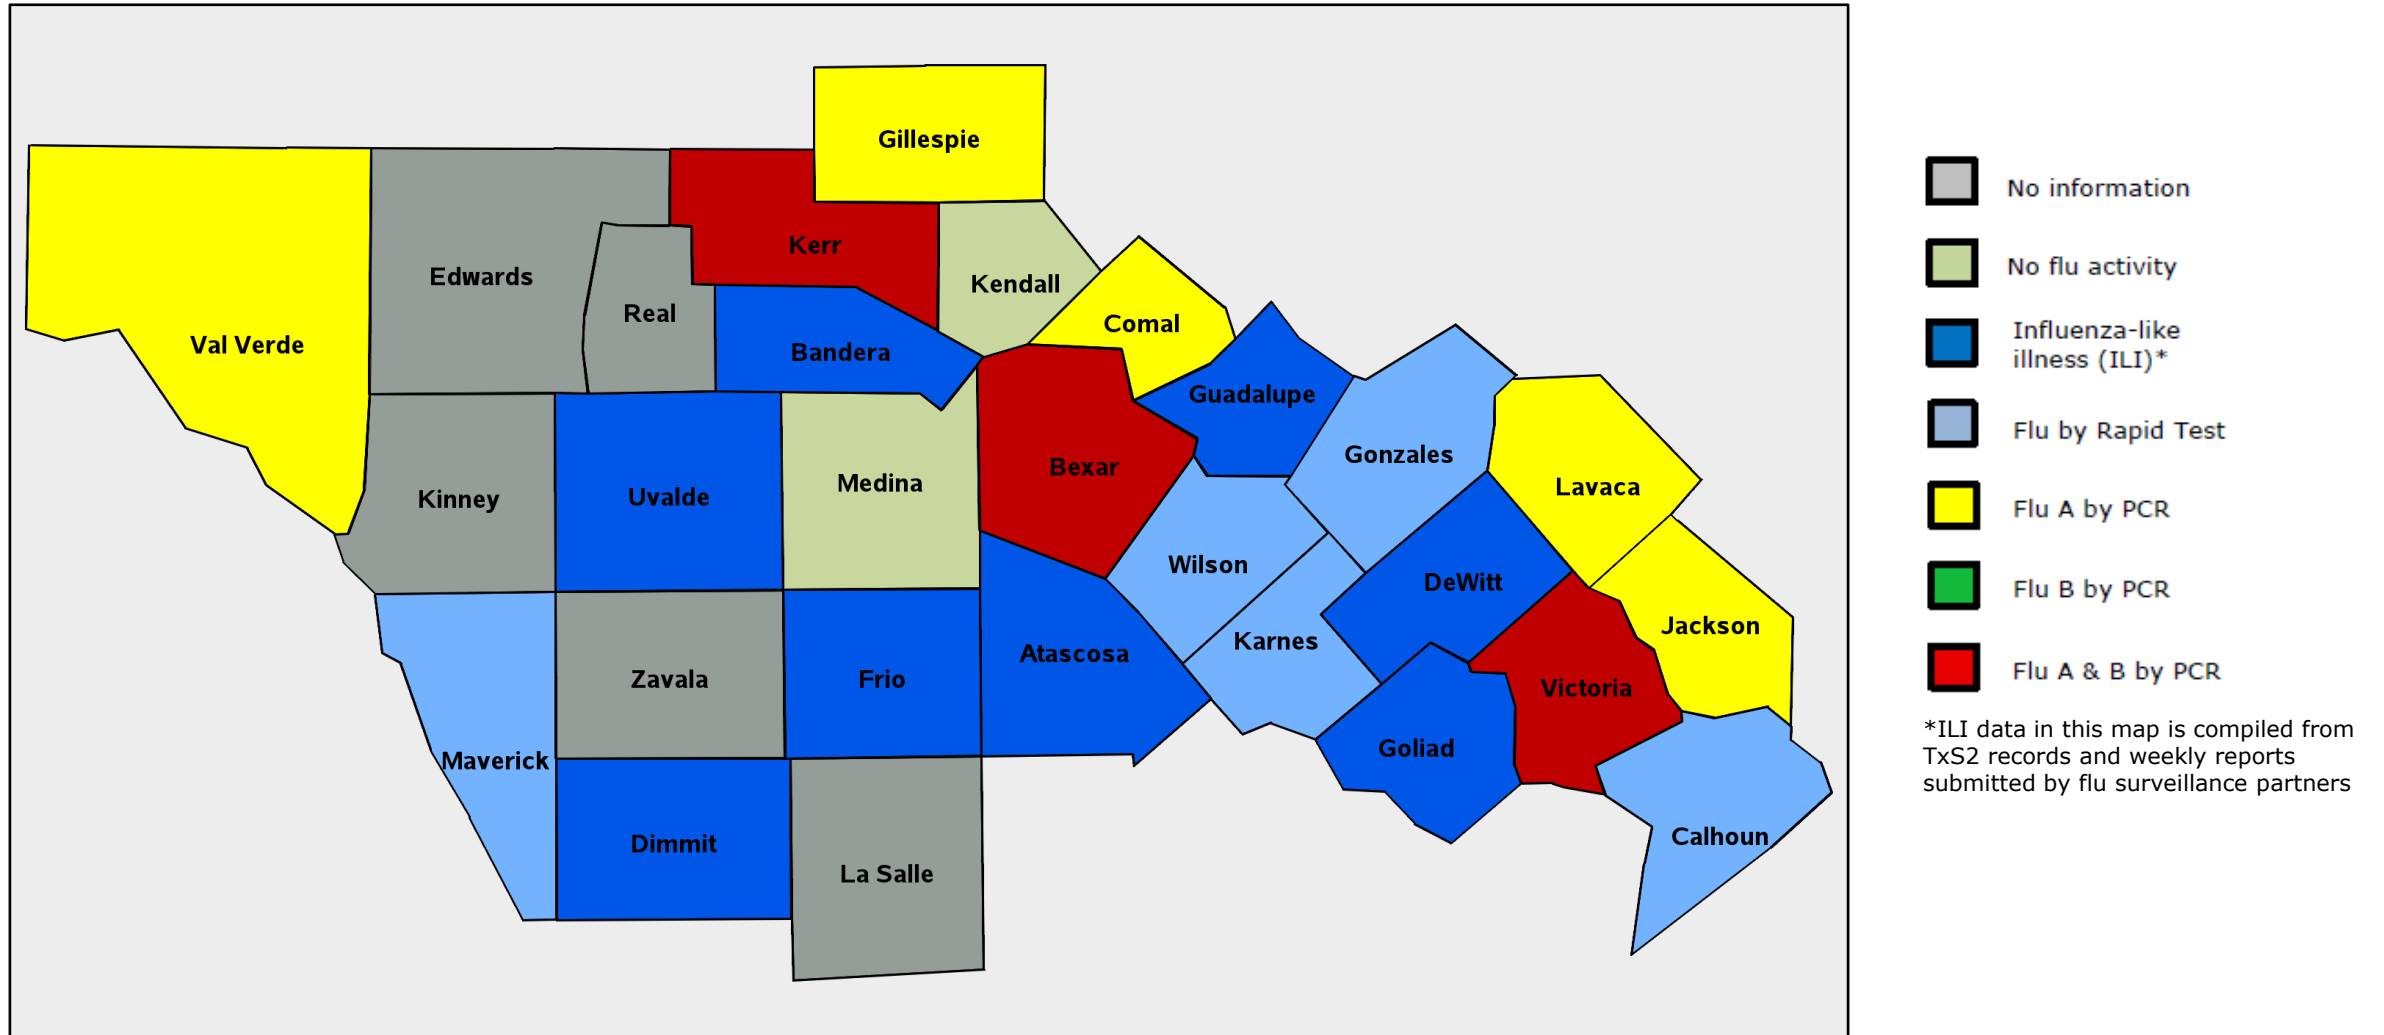 Gillespie
Kerr
Edwards
Kendall
Real
Comal
Val Verde
Bandera
Guadalupe
Gonzales
Bexar
Medina
Lavaca
Uvalde
Kinney
Wilson
DeWitt
Jackson
Karnes
Atascosa
Zavala
Frio
Victoria
Goliad
Maverick
Calhoun
Dimmit
La Salle
No information
No flu activity
Influenza-like
illness (ILI)*
Flu by Rapid Test
Flu A by PCR
Flu B by PCR
Flu A & B by PCR
*ILI data in this map is compiled from
TxS2 records and weekly reports
submitted by flu surveillance partners